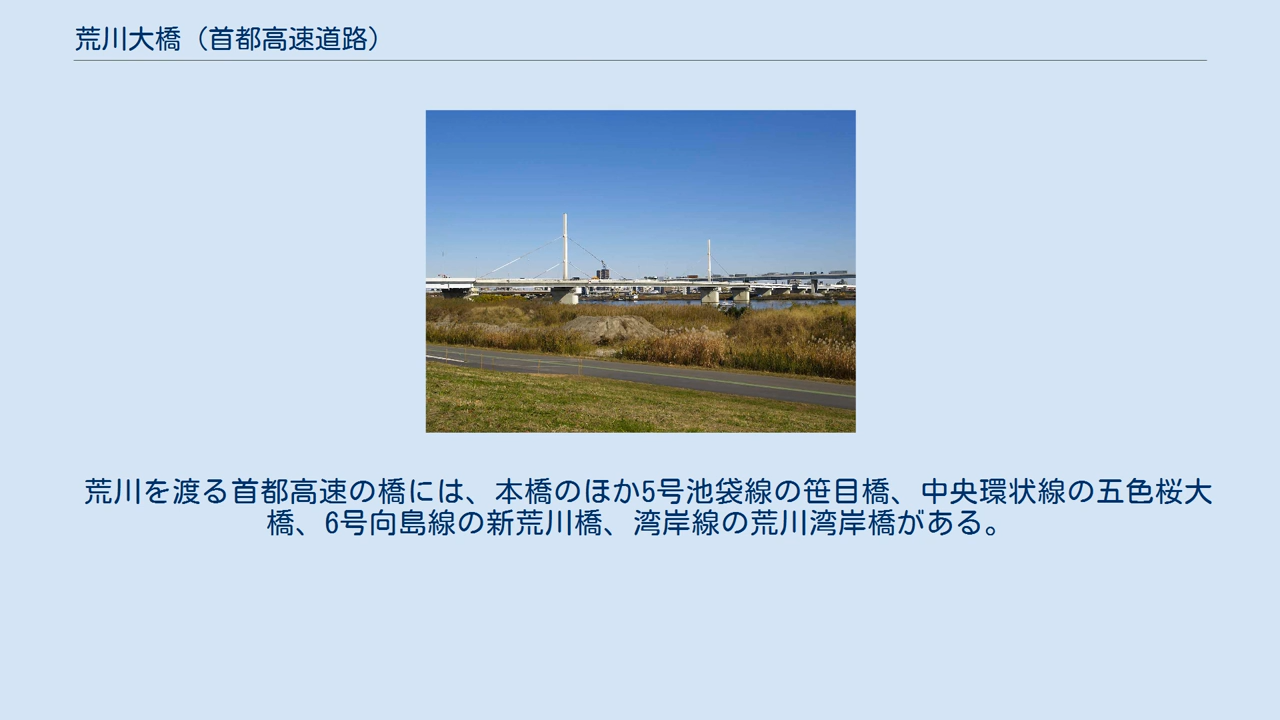 荒川大橋（首都高速道路）
荒川を渡る首都高速の橋には、本橋のほか5号池袋線の笹目橋、中央環状線の五色桜大
橋、6号向島線の新荒川橋、湾岸線の荒川湾岸橋がある。